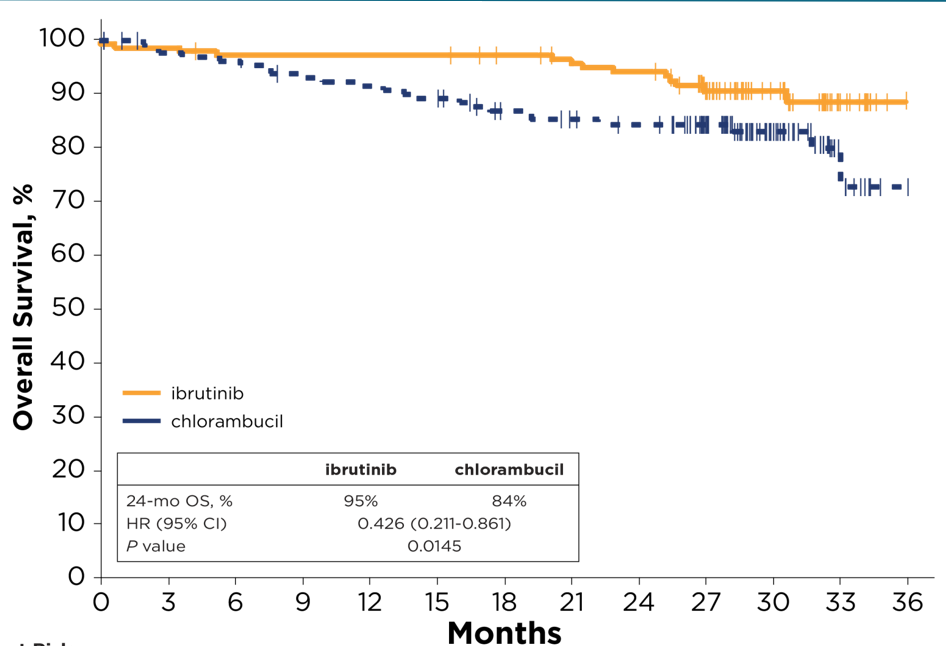 100
90
80
70
60
50
40
30
20
10
0
Overall Survival, %
ibrutinib
chlorambucil
ibrutinib chlorambucil
24-mo OS, % 95% 84%
HR (95% CI) 0.426 (0.211-0.861)
P value 0.0145
0 3 6 9 12 15 18 21 24 27 30 33 36
Months